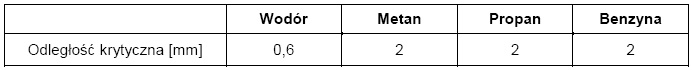 Wodór Metan Propan Benzyna
Odległość krytyczna [mm] 0,6 2 2 2